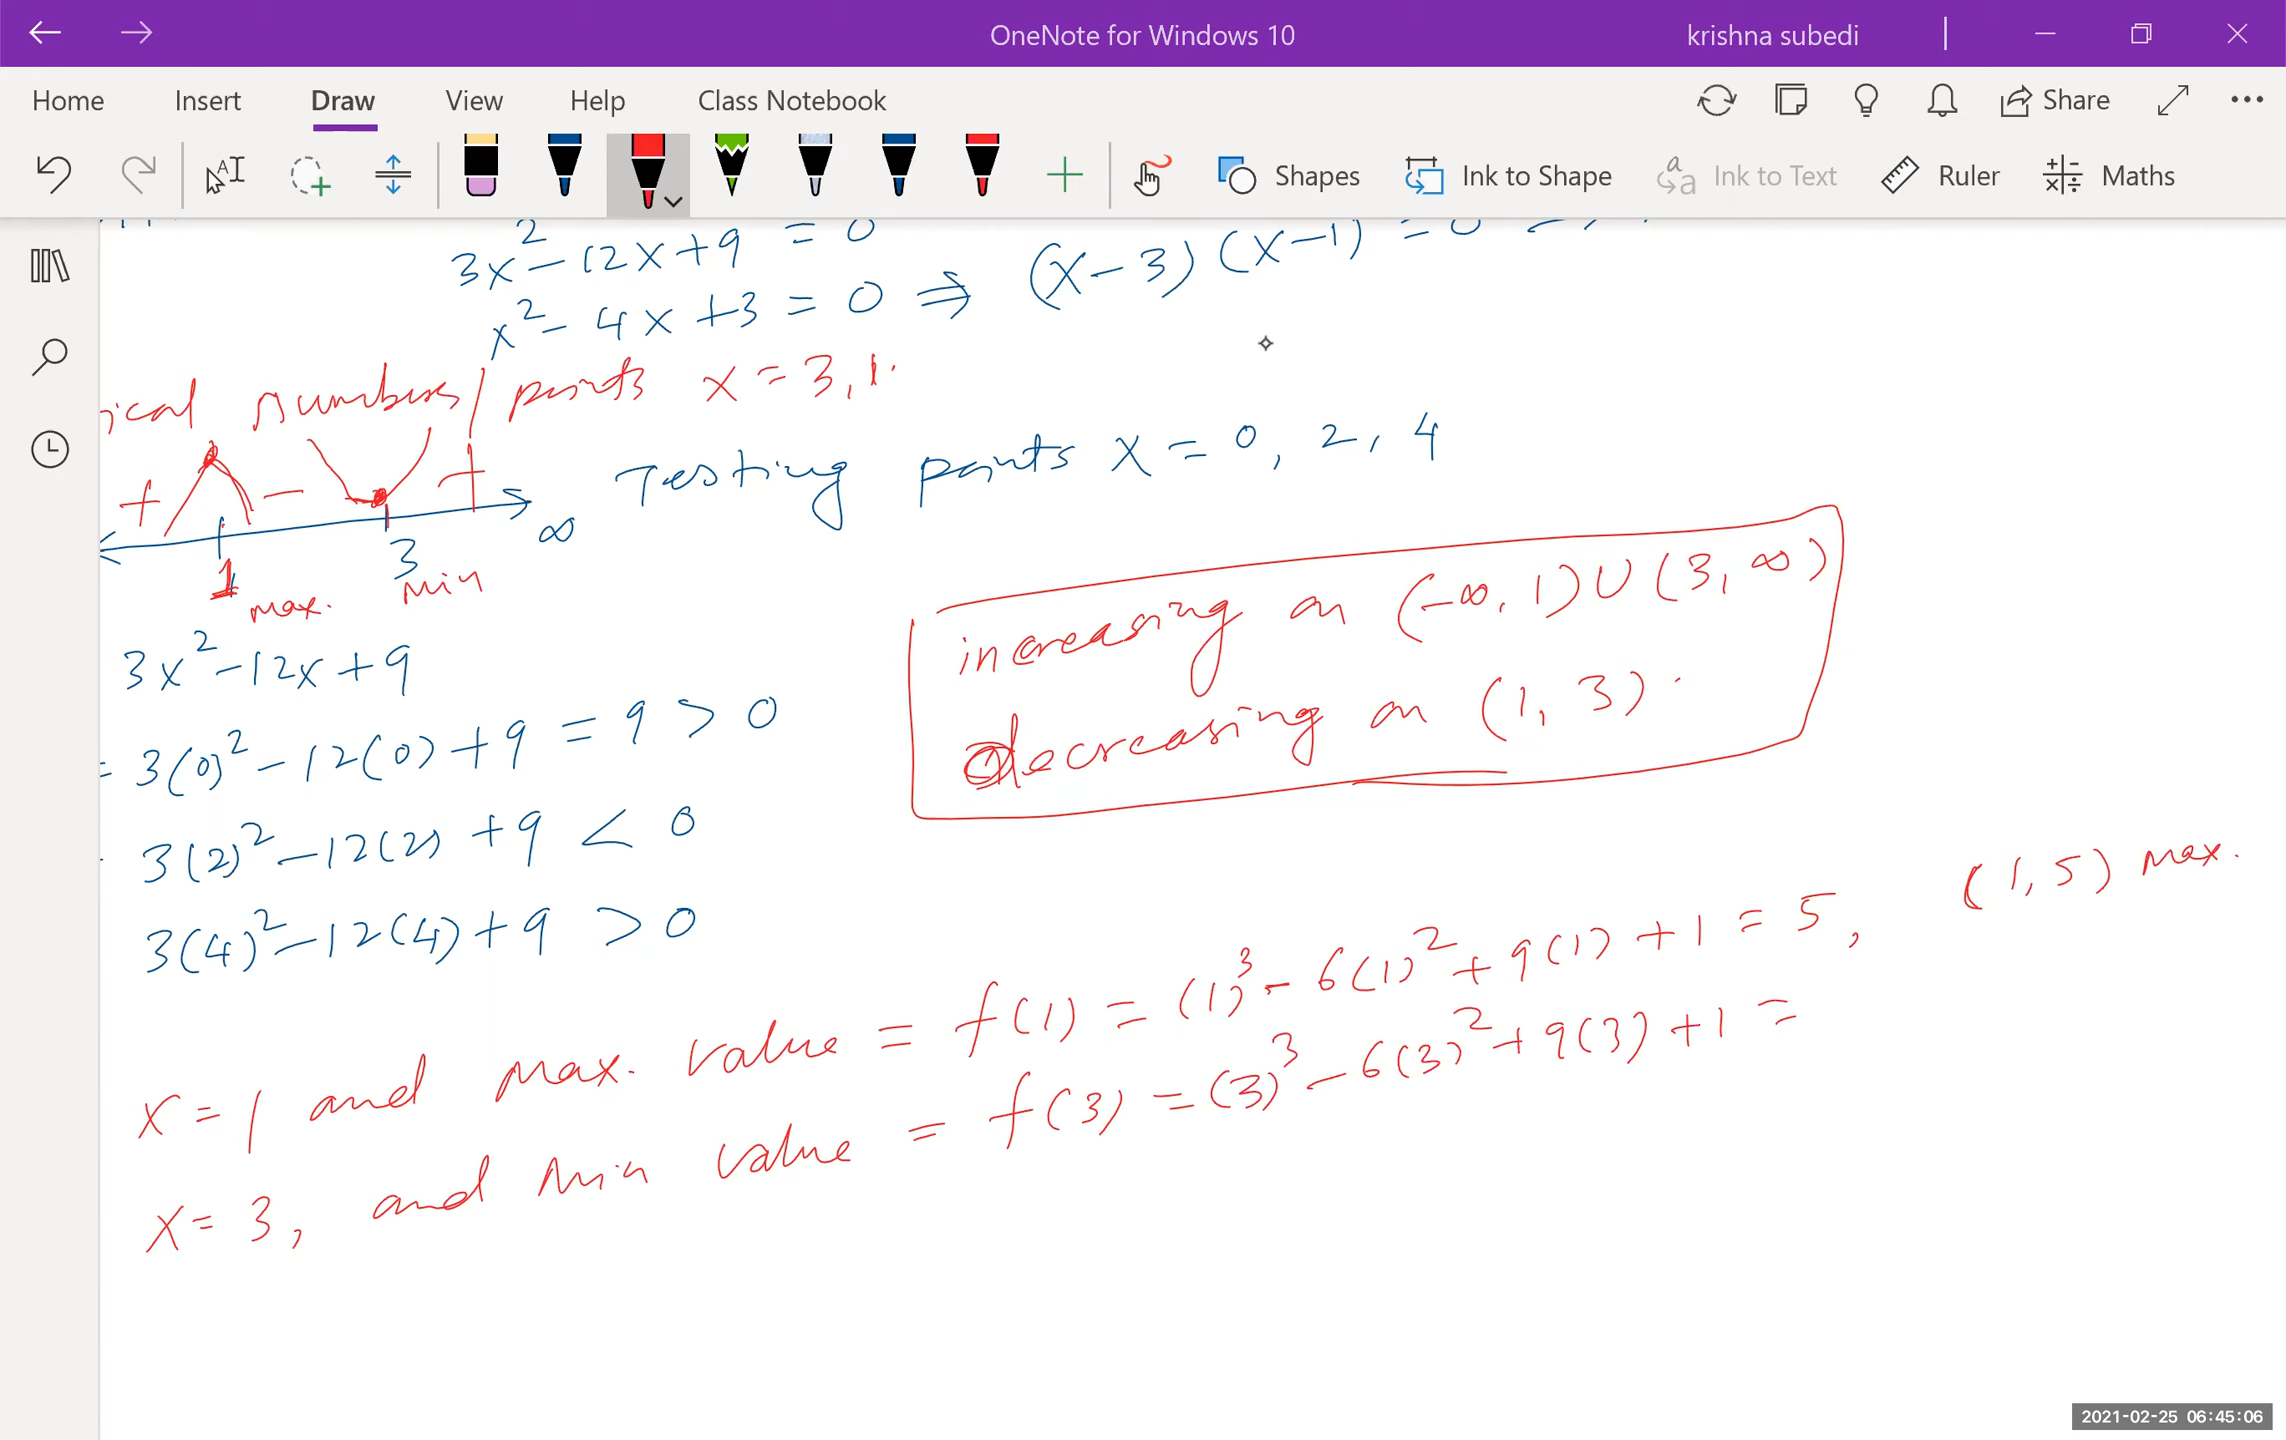 OneNote for Windows 10
krishna subedi
Home Insert Draw View Help Class Notebook Share
Shapes Ink to Shape Ink to Text Ruler Maths
3x² - 12x + 9 = 0
x² - 4x + 3 = 0 ⇒ (x - 3)(x - 1) = 0
ical numbers/ points x = 3, 1.
+ - + Testing points x = 0, 2, 4
1 3 ∞
max. min
increasing on (-∞, 1) ∪ (3, ∞)
decreasing on (1, 3).
3x² - 12x + 9
= 3(0)² - 12(0) + 9 = 9 > 0
3(2)² - 12(2) + 9 < 0
3(4)² - 12(4) + 9 > 0
x = 1 and max. value = f(1) = (1)³ - 6(1)² + 9(1) + 1 = 5, (1, 5) max.
x = 3, and min value = f(3) = (3)³ - 6(3)² + 9(3) + 1 =
2021-02-25 06:45:06